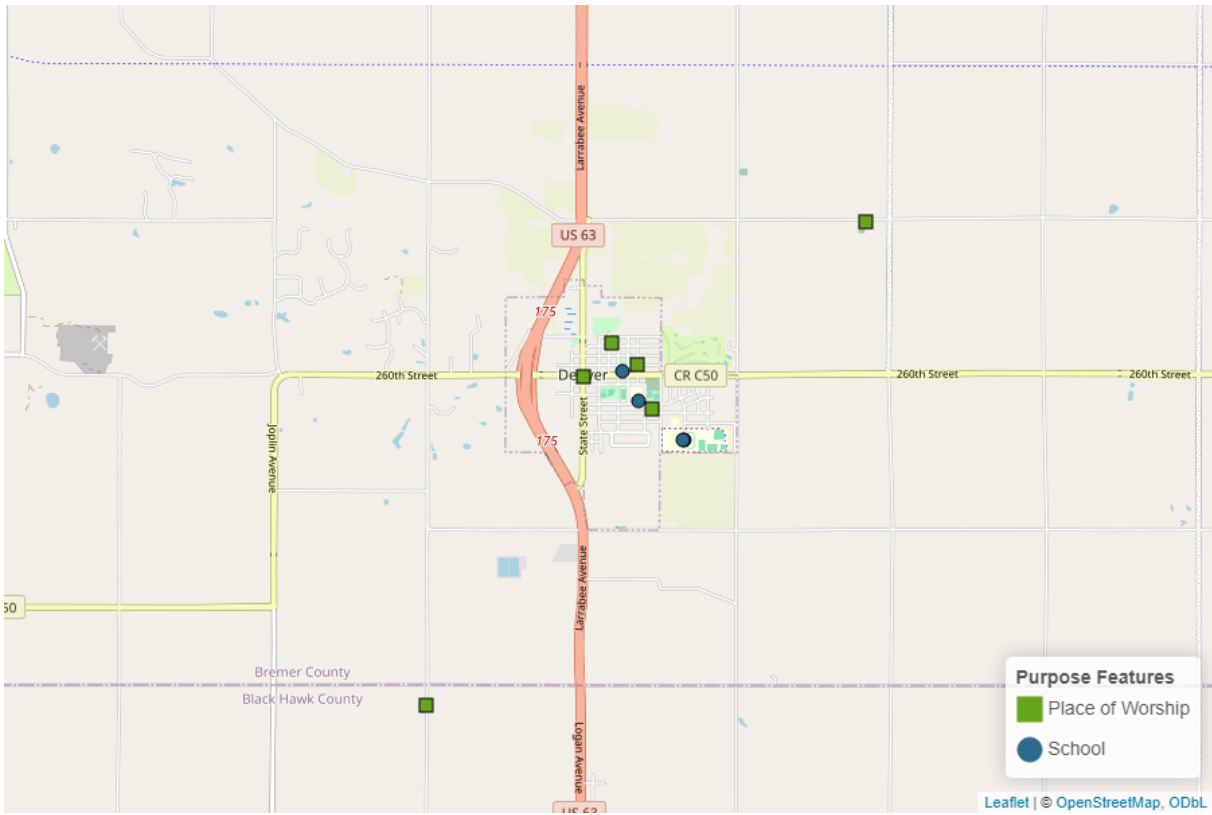 Larrabee Avenue
US 63
175
260th Street
Denver
CR C50
260th Street
260th Street
State Street
175
Joplin Avenue
Larrabee Avenue
50
Bremer County
Black Hawk County
Logan Avenue
US 63
Purpose Features
Place of Worship
School
Leaflet | © OpenStreetMap, ODbL